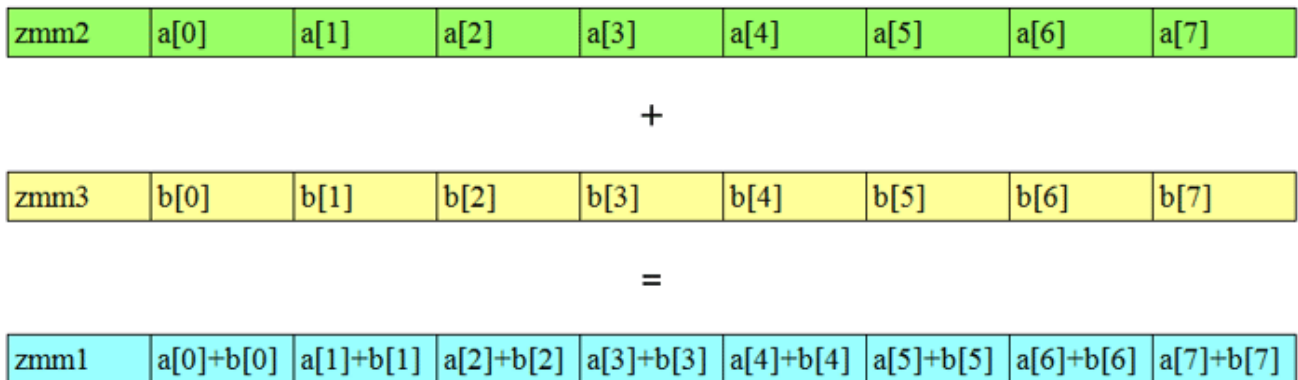 zmm2 a[0] a[1] a[2] a[3] a[4] a[5] a[6] a[7]
+
zmm3 b[0] b[1] b[2] b[3] b[4] b[5] b[6] b[7]
=
zmm1 a[0]+b[0] a[1]+b[1] a[2]+b[2] a[3]+b[3] a[4]+b[4] a[5]+b[5] a[6]+b[6] a[7]+b[7]